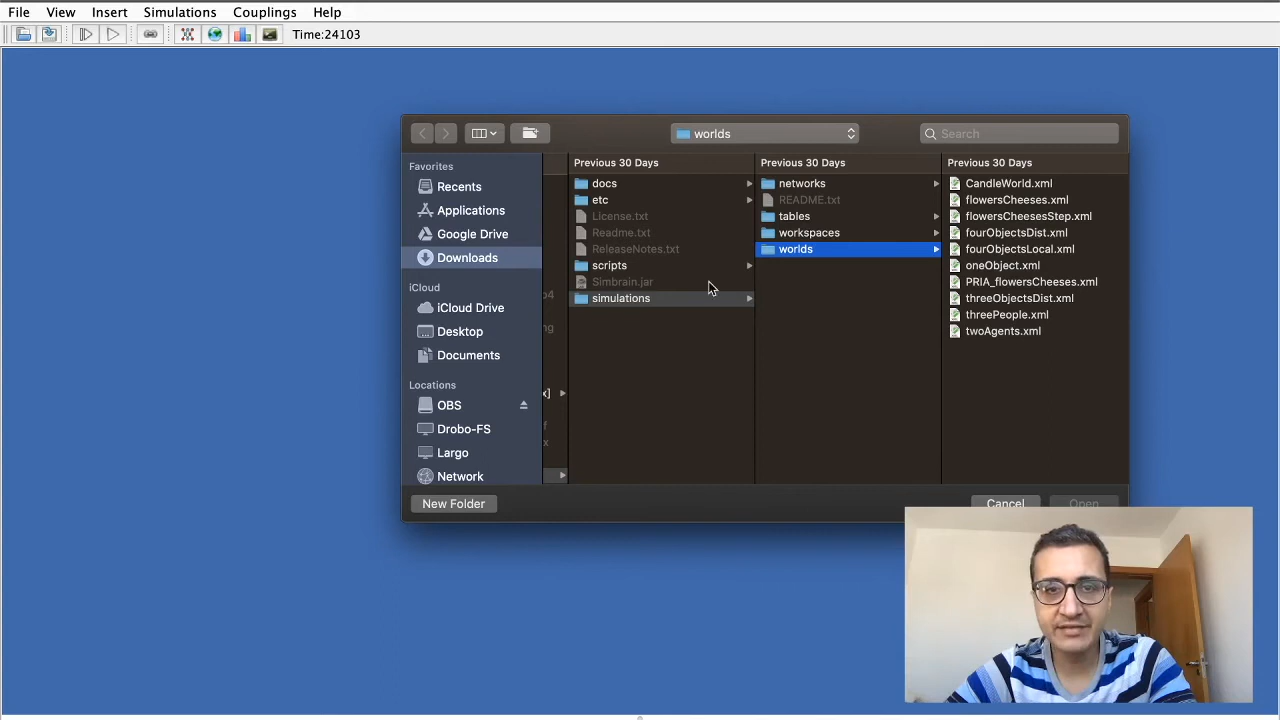 File View Insert Simulations Couplings Help
Time:24103
worlds
Search
Favorites
Recents
Applications
Google Drive
Downloads
iCloud
iCloud Drive
Desktop
Documents
Locations
OBS
Drobo-FS
Largo
Network
p4
ng
x]
f
x
Previous 30 Days
docs
etc
License.txt
Readme.txt
ReleaseNotes.txt
scripts
Simbrain.jar
simulations
Previous 30 Days
networks
README.txt
tables
workspaces
worlds
Previous 30 Days
CandleWorld.xml
flowersCheeses.xml
flowersCheesesStep.xml
fourObjectsDist.xml
fourObjectsLocal.xml
oneObject.xml
PRIA_flowersCheeses.xml
threeObjectsDist.xml
threePeople.xml
twoAgents.xml
New Folder
Cancel
Open